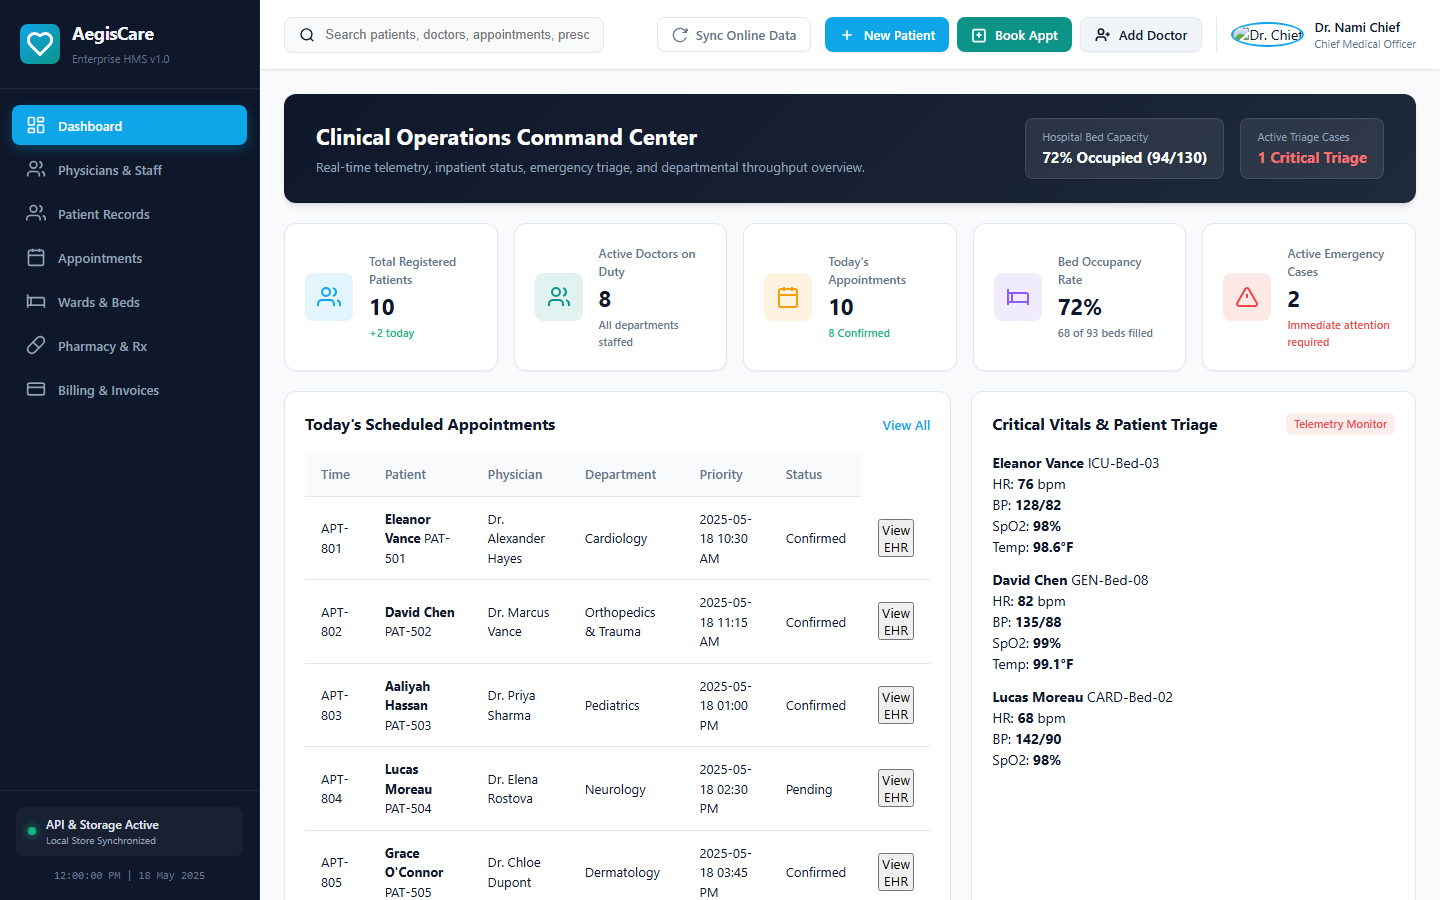 AegisCare
Enterprise HMS v1.0
Dashboard
Physicians & Staff
Patient Records
Appointments
Wards & Beds
Pharmacy & Rx
Billing & Invoices
API & Storage Active
Local Store Synchronized
12:00:00 PM | 18 May 2025
Search patients, doctors, appointments, presc
Sync Online Data
New Patient
Book Appt
Add Doctor
Dr. Chief
Dr. Nami Chief
Chief Medical Officer
Clinical Operations Command Center
Real-time telemetry, inpatient status, emergency triage, and departmental throughput overview.
Hospital Bed Capacity
72% Occupied (94/130)
Active Triage Cases
1 Critical Triage
Total Registered
Patients
10
+2 today
Active Doctors on
Duty
8
All departments
staffed
Today's
Appointments
10
8 Confirmed
Bed Occupancy
Rate
72%
68 of 93 beds filled
Active Emergency
Cases
2
Immediate attention
required
Today's Scheduled Appointments
View All
Time Patient Physician Department Priority Status
APT-
801
Eleanor
Vance PAT-
501
Dr.
Alexander
Hayes
Cardiology
2025-05-
18 10:30
AM
Confirmed
View
EHR
APT-
802
David Chen
PAT-502
Dr. Marcus
Vance
Orthopedics
& Trauma
2025-05-
18 11:15
AM
Confirmed
View
EHR
APT-
803
Aaliyah
Hassan
PAT-503
Dr. Priya
Sharma
Pediatrics
2025-05-
18 01:00
PM
Confirmed
View
EHR
APT-
804
Lucas
Moreau
PAT-504
Dr. Elena
Rostova
Neurology
2025-05-
18 02:30
PM
Pending
View
EHR
APT-
805
Grace
O'Connor
PAT-505
Dr. Chloe
Dupont
Dermatology
2025-05-
18 03:45
PM
Confirmed
View
EHR
Critical Vitals & Patient Triage
Telemetry Monitor
Eleanor Vance ICU-Bed-03
HR: 76 bpm
BP: 128/82
SpO2: 98%
Temp: 98.6°F
David Chen GEN-Bed-08
HR: 82 bpm
BP: 135/88
SpO2: 99%
Temp: 99.1°F
Lucas Moreau CARD-Bed-02
HR: 68 bpm
BP: 142/90
SpO2: 98%